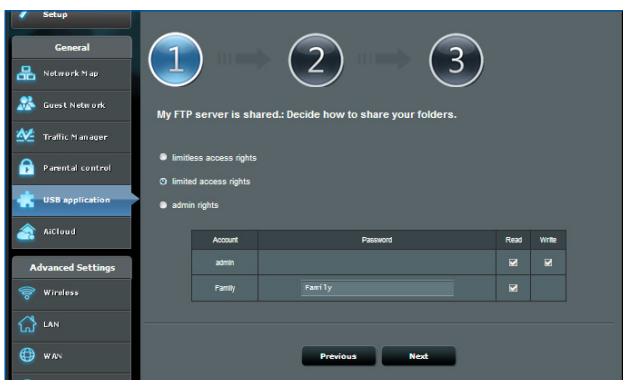 Setup
General
Network Map
Guest Network
Traffic Manager
Parental control
USB application
AiCloud
Advanced Settings
Wireless
LAN
WAN
1 2 3
My FTP server is shared.: Decide how to share your folders.
limitless access rights
limited access rights
admin rights
Account Password Read Write
admin
Family Family
Previous Next